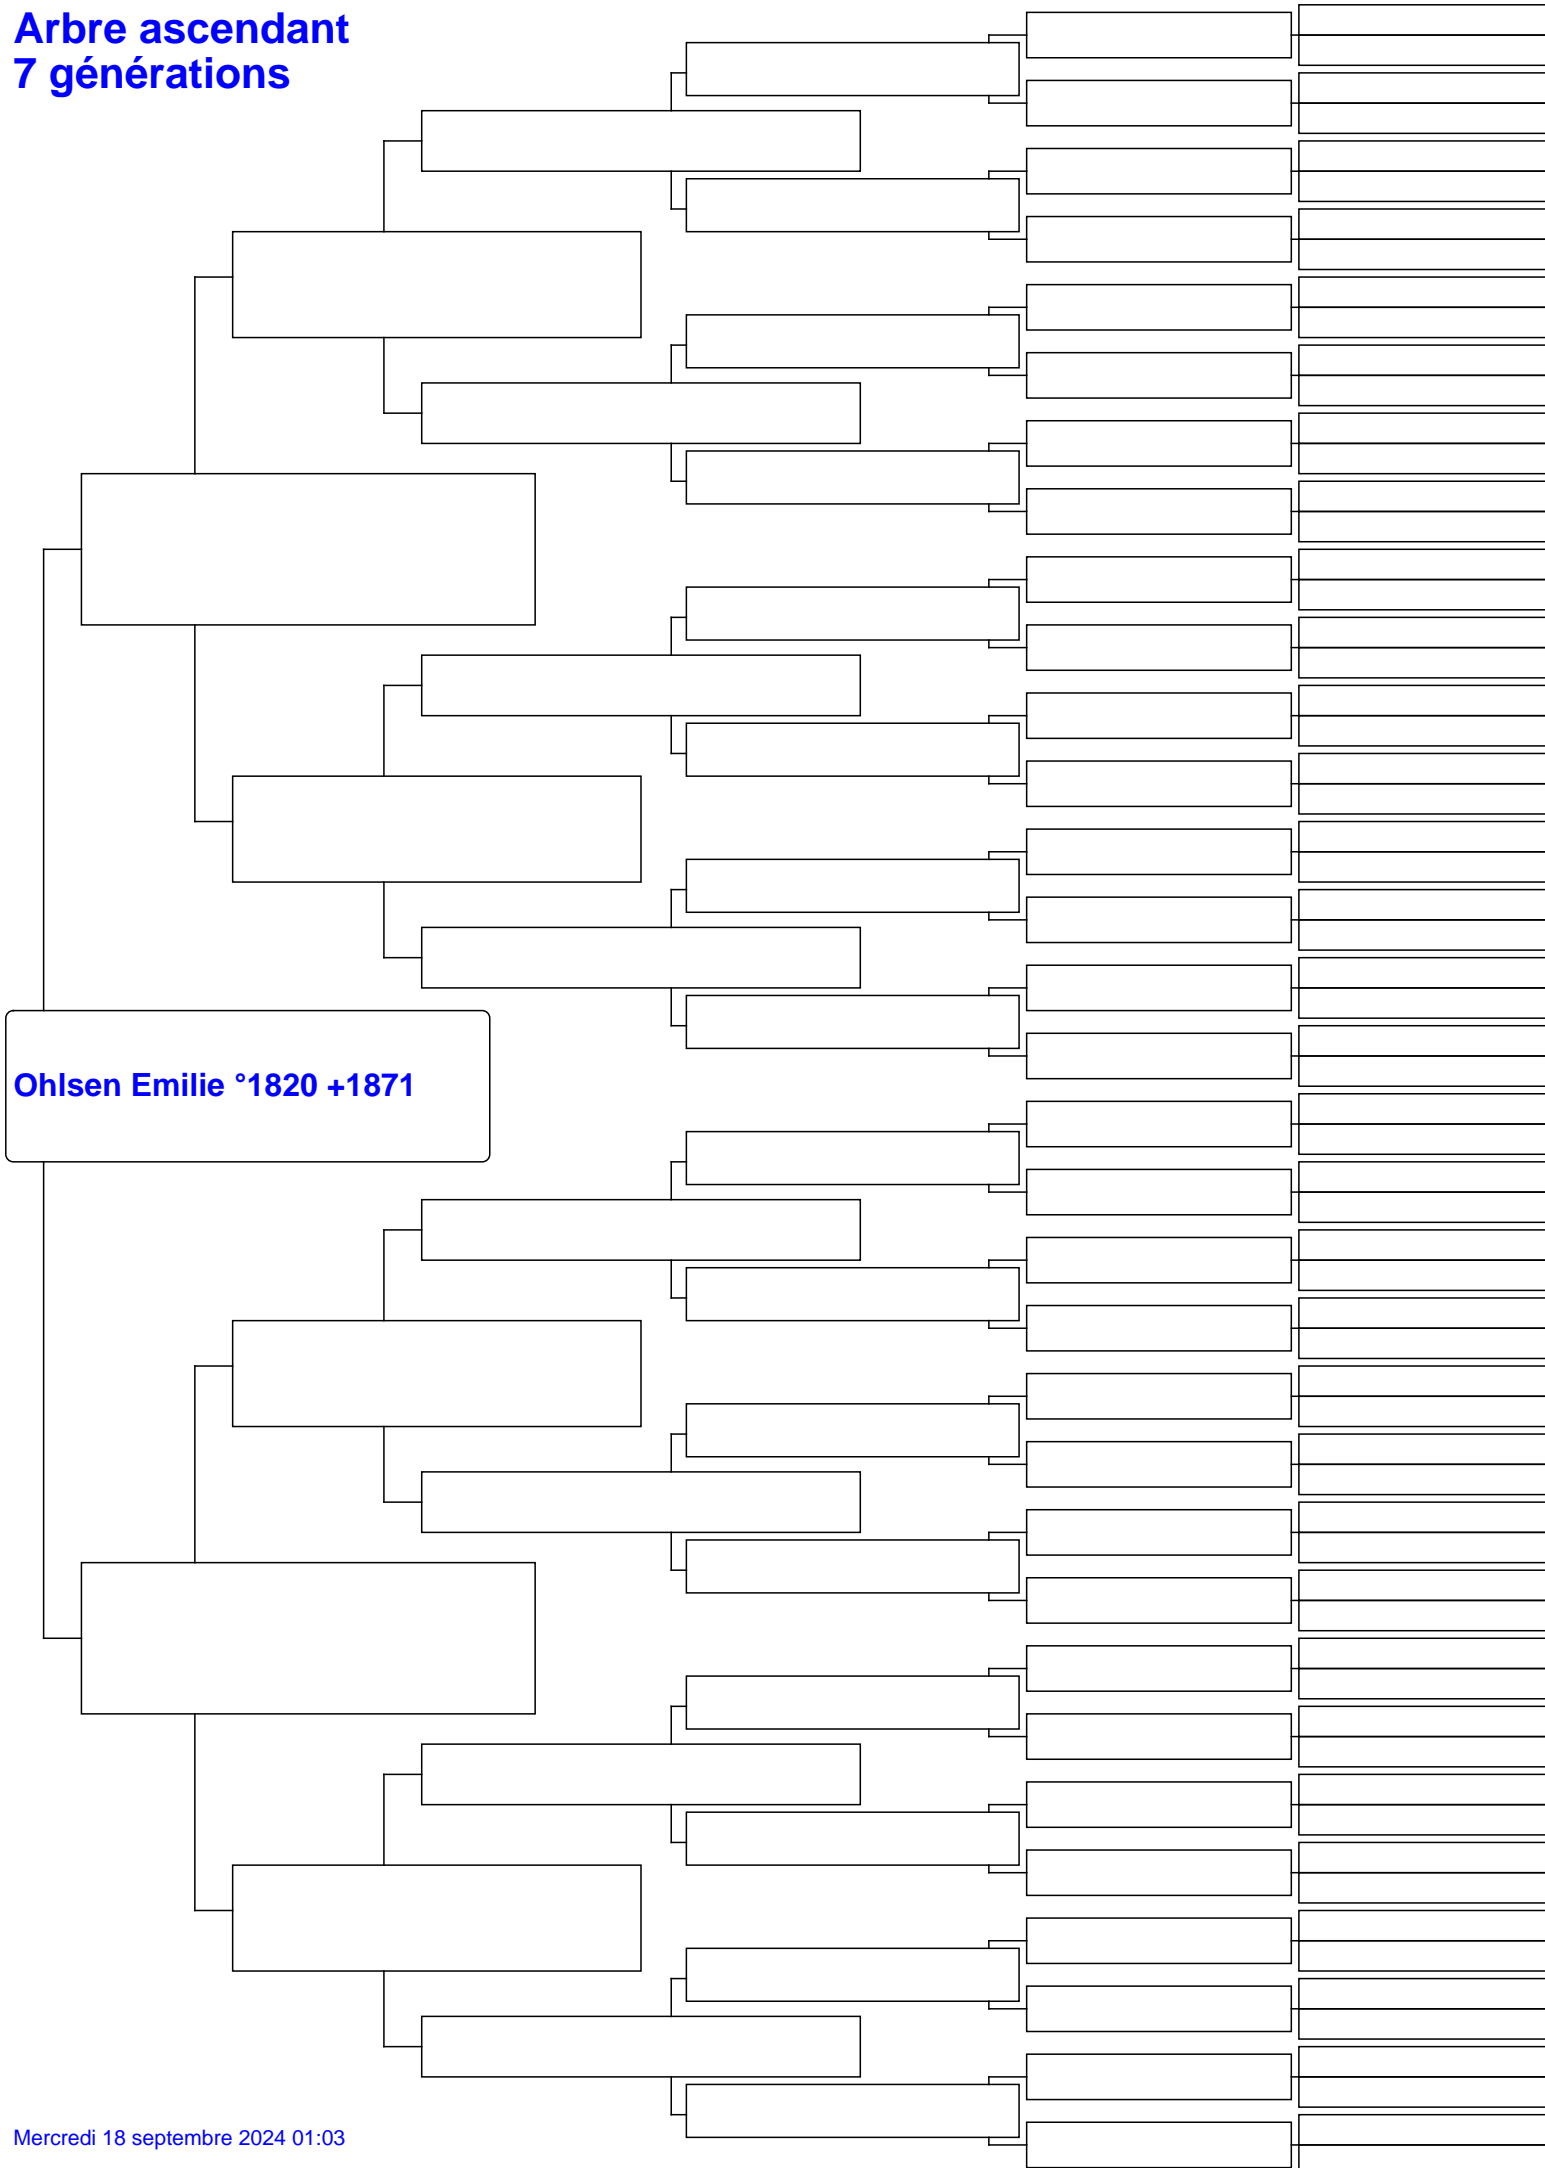 Arbre ascendant
7 générations
Ohlsen Emilie °1820 +1871
Mercredi 18 septembre 2024 01:03